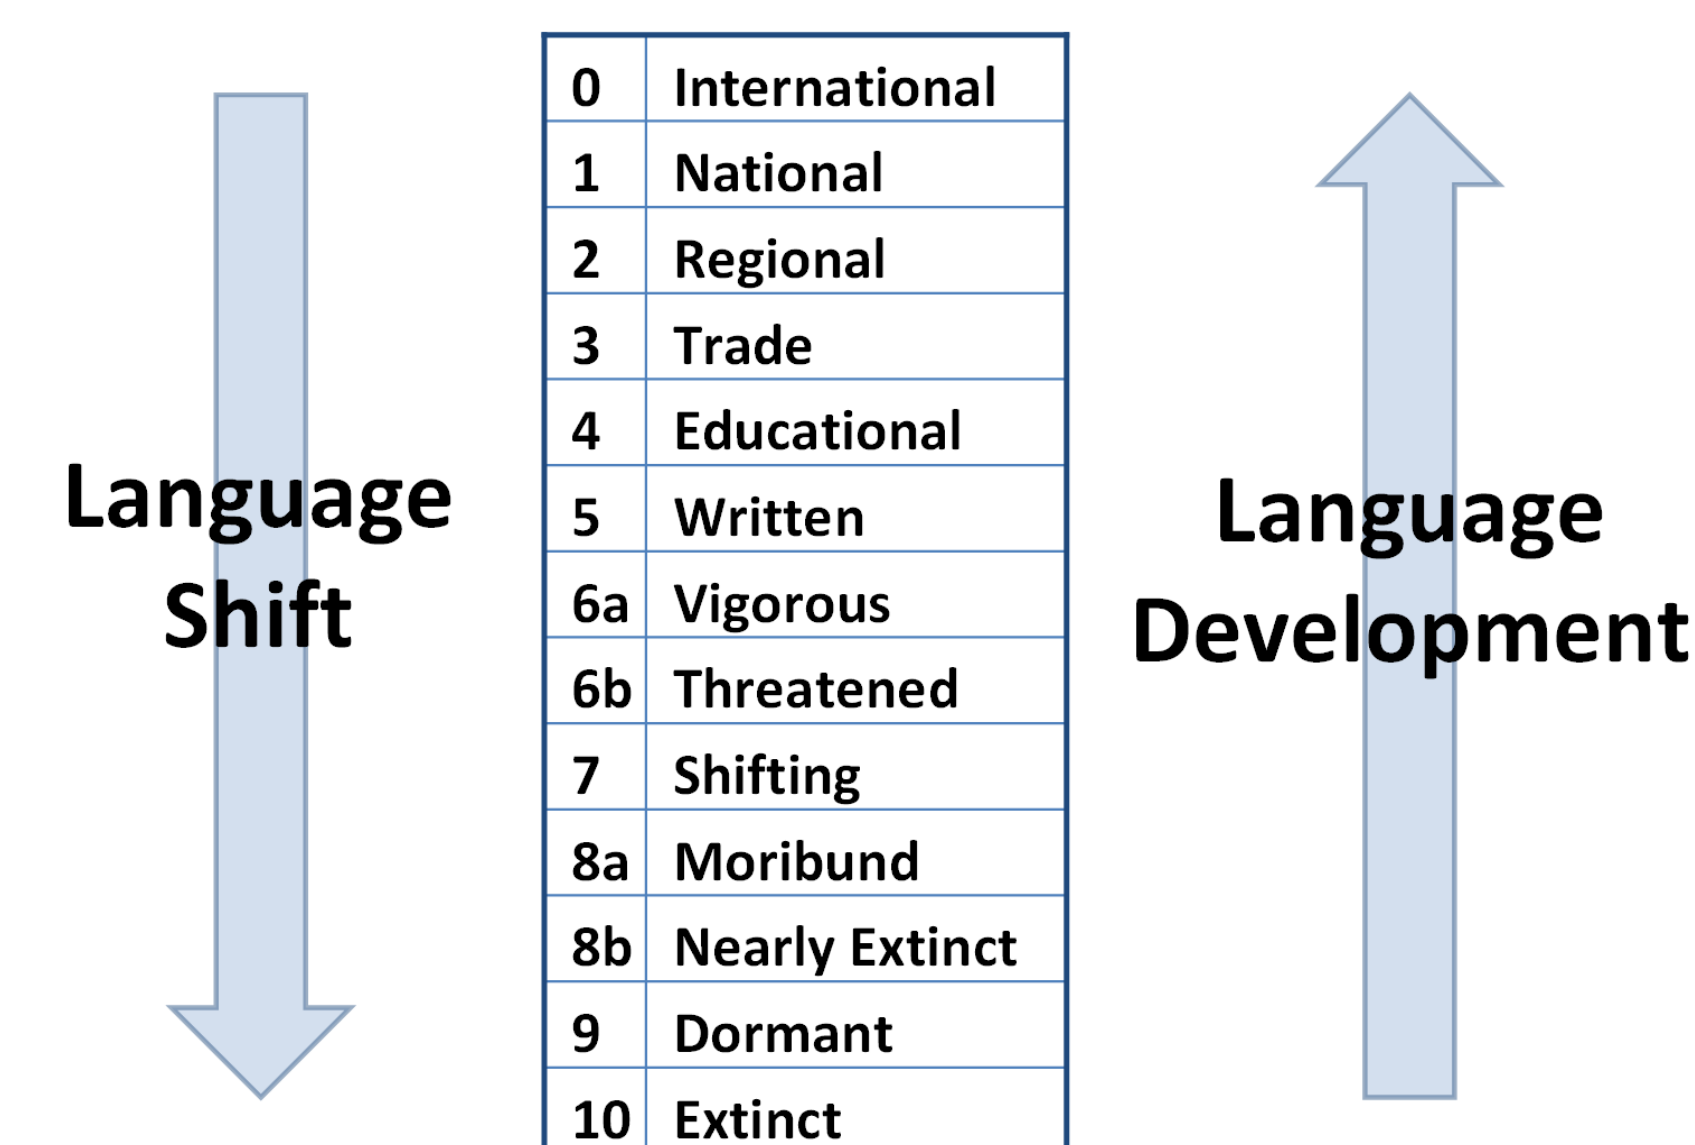 Language
Shift
0 International
1 National
2 Regional
3 Trade
4 Educational
5 Written
6a Vigorous
6b Threatened
7 Shifting
8a Moribund
8b Nearly Extinct
9 Dormant
10 Extinct
Language
Development